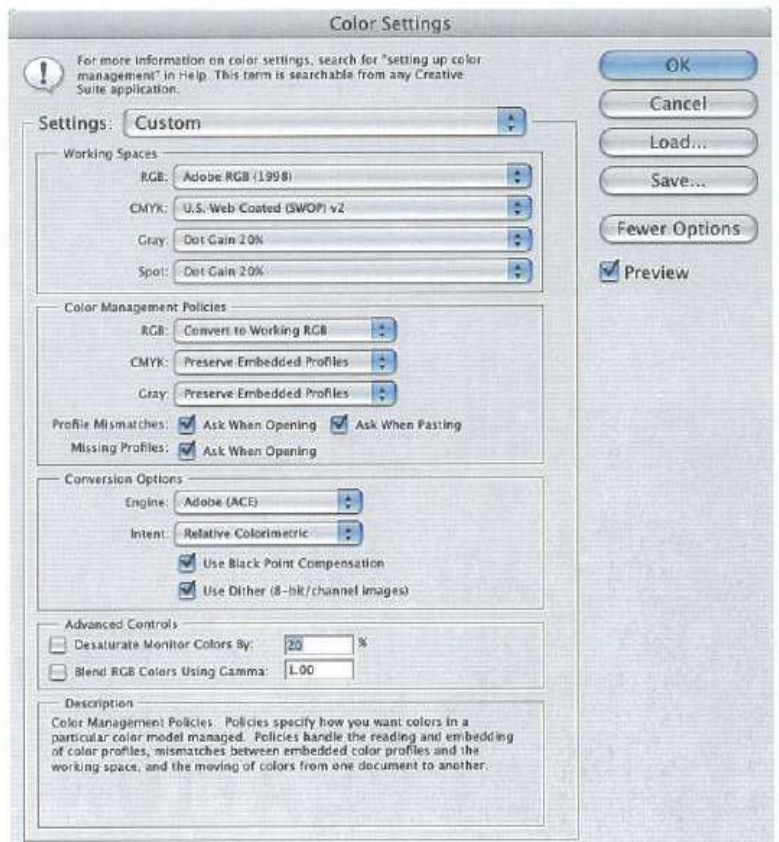 Color Settings
For more information on color settings, search for "setting up color
management" in Help. This term is searchable from any Creative
Suite application.
OK
Cancel
Load...
Save...
Fewer Options
Preview
Settings: Custom
Working Spaces
RGB: Adobe RGB (1998)
CMYK: U.S. Web Coated (SWOP) v2
Gray: Dot Gain 20%
Spot: Dot Gain 20%
Color Management Policies
RGB: Convert to Working RGB
CMYK: Preserve Embedded Profiles
Gray: Preserve Embedded Profiles
Profile Mismatches: Ask When Opening Ask When Pasting
Missing Profiles: Ask When Opening
Conversion Options
Engine: Adobe (ACE)
Intent: Relative Colorimetric
Use Black Point Compensation
Use Dither (8-bit/channel images)
Advanced Controls
Desaturate Monitor Colors By: 20 %
Blend RGB Colors Using Gamma: 1.00
Description
Color Management Policies: Policies specify how you want colors in a
particular color model managed. Policies handle the reading and embedding
of color profiles, mismatches between embedded color profiles and the
working space, and the moving of colors from one document to another.